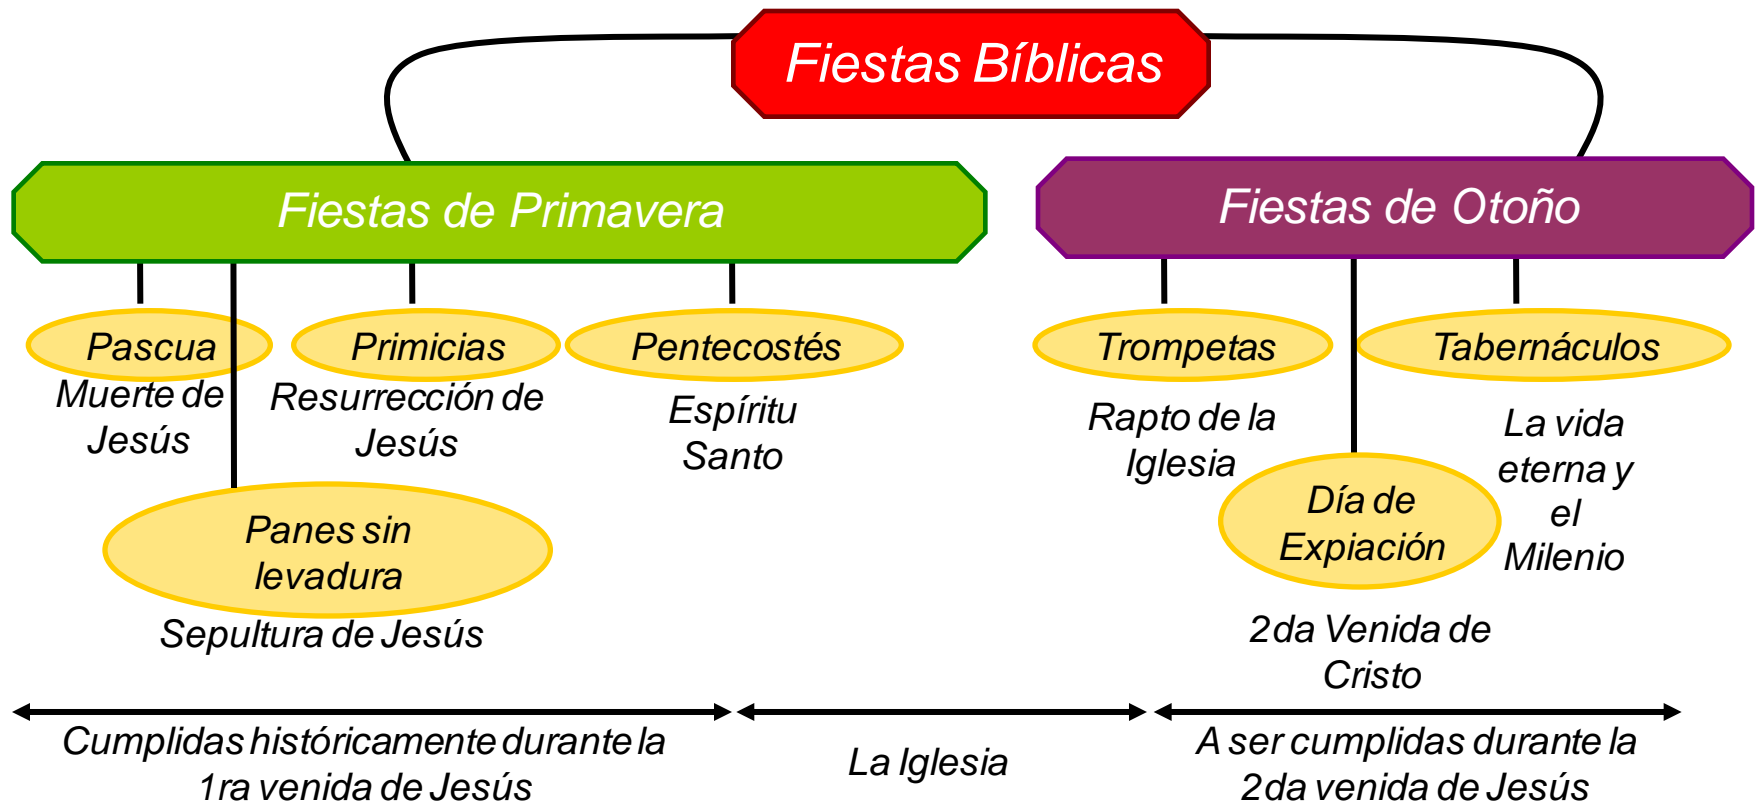 Fiestas Bíblicas
Fiestas de Primavera
Fiestas de Otoño
Pascua
Muerte de
Jesús
Panes sin
levadura
Sepultura de Jesús
Primicias
Resurrección de
Jesús
Pentecostés
Espíritu
Santo
Trompetas
Rapto de la
Iglesia
Día de
Expiación
2da Venida de
Cristo
Tabernáculos
La vida
eterna y
el
Milenio
Cumplidas históricamente durante la
1ra venida de Jesús
La Iglesia
A ser cumplidas durante la
2da venida de Jesús